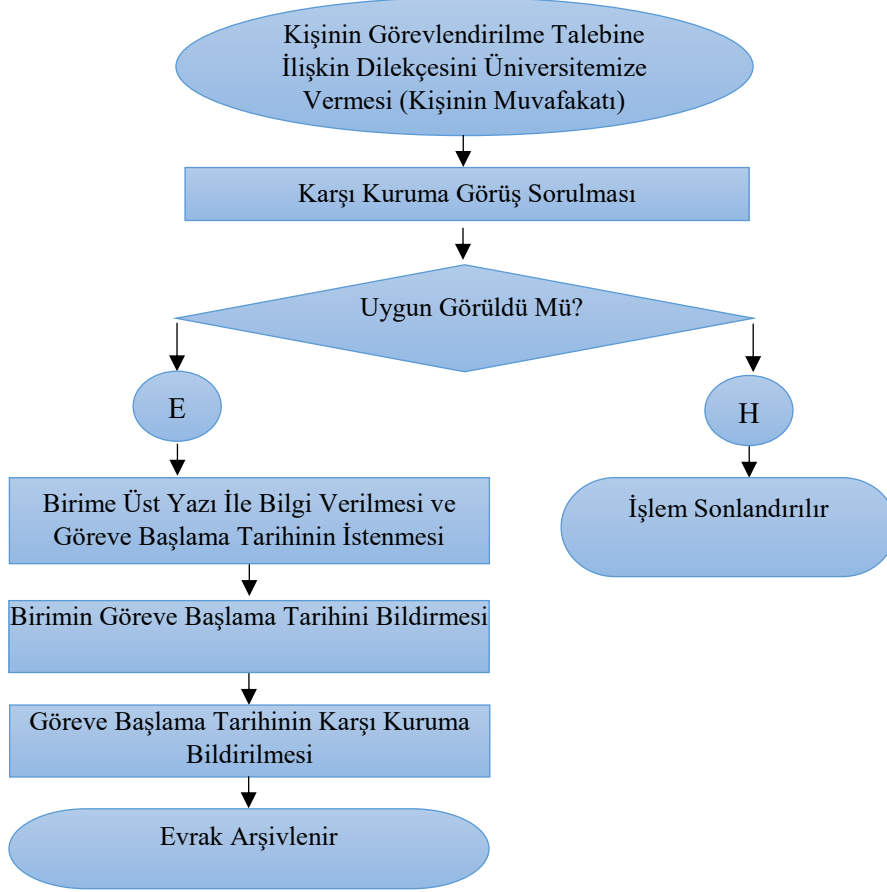 Kişinin Görevlendirilme Talebine
İlişkin Dilekçesini Üniversitemize
Vermesi (Kişinin Muvafakatı)
Karşı Kuruma Görüş Sorulması
Uygun Görüldü Mü?
E
H
Birime Üst Yazı İle Bilgi Verilmesi ve
Göreve Başlama Tarihinin İstenmesi
İşlem Sonlandırılır
Birimin Göreve Başlama Tarihini Bildirmesi
Göreve Başlama Tarihinin Karşı Kuruma
Bildirilmesi
Evrak Arşivlenir